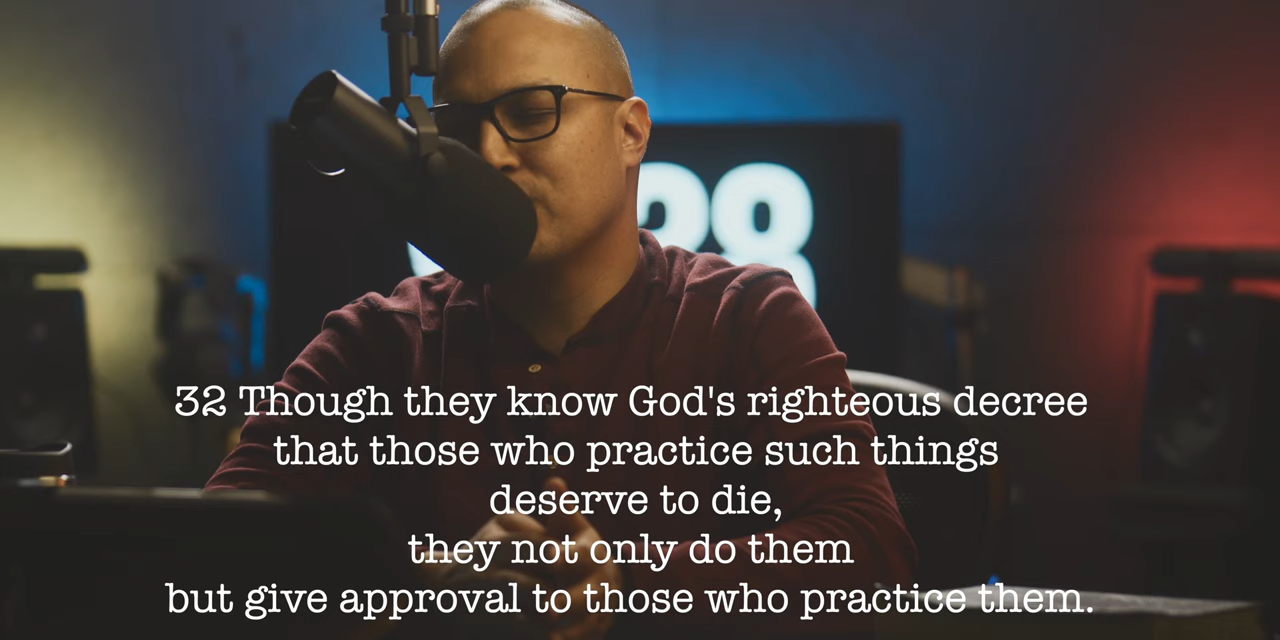 38
32 Though they know God's righteous decree
that those who practice such things
deserve to die,
they not only do them
but give approval to those who practice them.